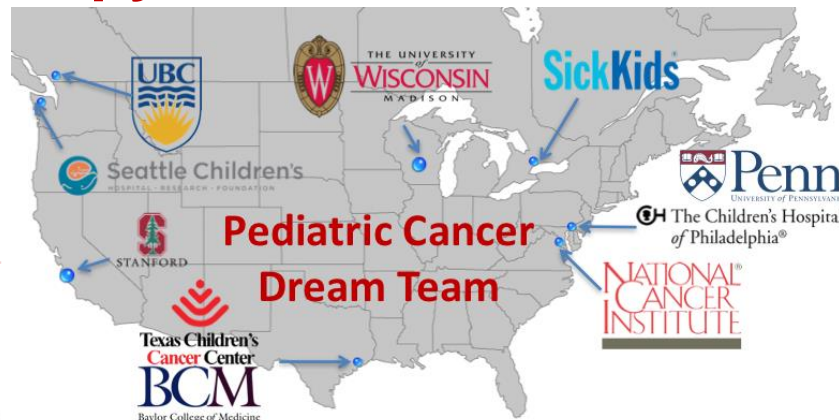 UBC
THE UNIVERSITY
of
WISCONSIN
MADISON
SickKids
Seattle Children's
HOSPITAL • RESEARCH • FOUNDATION
Penn
UNIVERSITY of PENNSYLVANIA
The Children's Hospital
of Philadelphia®
STANFORD
Pediatric Cancer
Dream Team
NATIONAL®
CANCER
INSTITUTE
Texas Children's
Cancer Center
BCM
Baylor College of Medicine